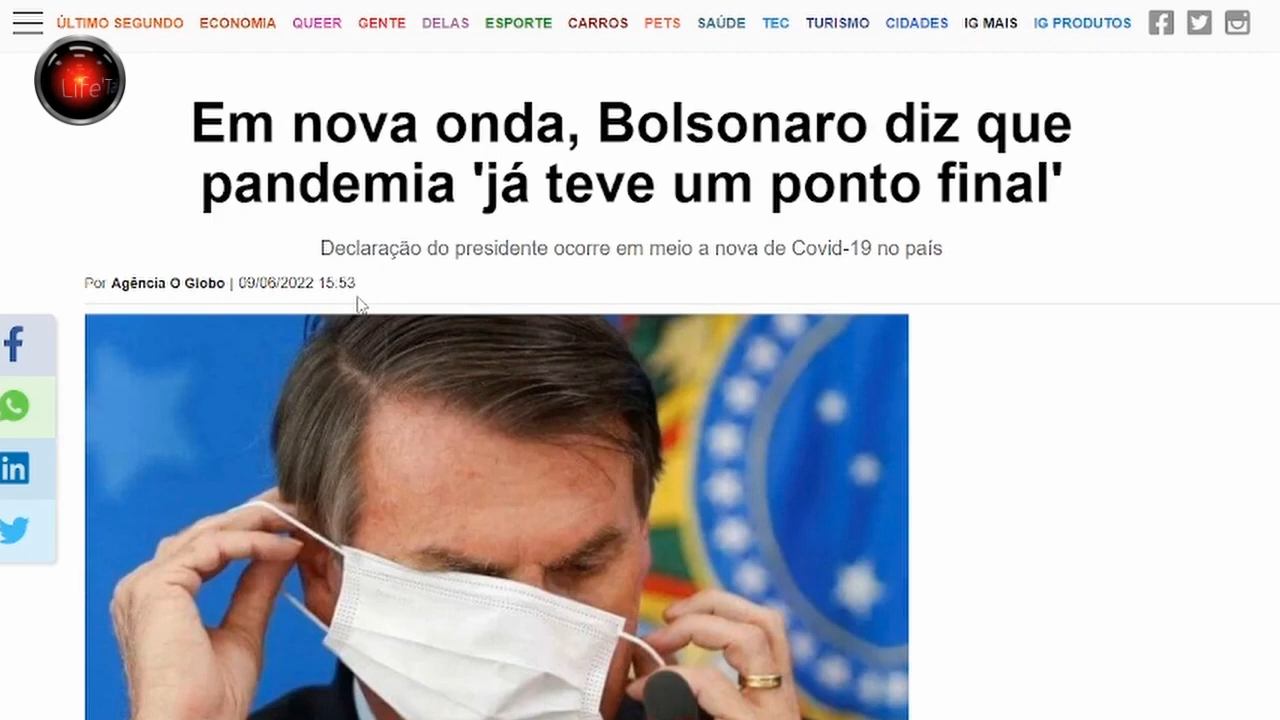 ÚLTIMO SEGUNDO ECONOMIA QUEER GENTE DELAS ESPORTE CARROS PETS SAÚDE TEC TURISMO CIDADES IG MAIS IG PRODUTOS
Em nova onda, Bolsonaro diz que
pandemia 'já teve um ponto final'
Declaração do presidente ocorre em meio a nova de Covid-19 no país
Por Agência O Globo | 09/06/2022 15:53